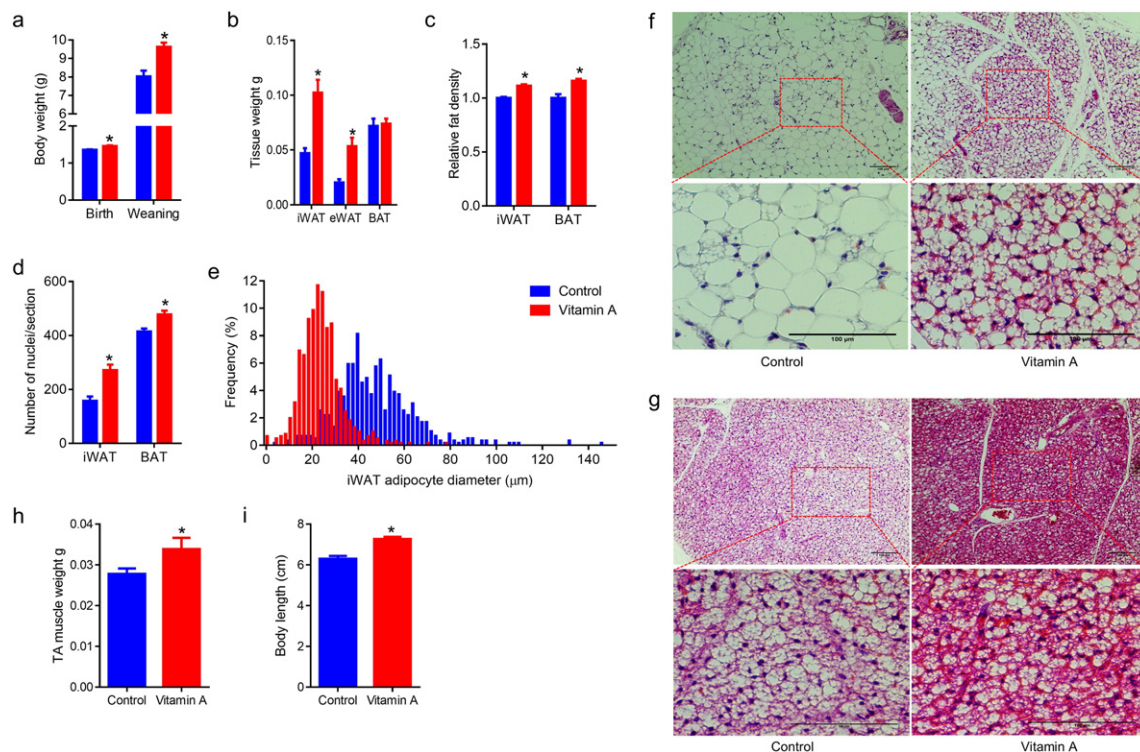 a
Body weight (g)
10
9
8
7
6
2
1
0
Birth
Weaning
*
*
b
Tissue weight g
0.15
0.10
0.05
0.00
iWAT
eWAT
BAT
*
*
c
Relative fat density
1.5
1.0
0.5
0.0
iWAT
BAT
*
*
d
Number of nuclei/section
600
400
200
0
iWAT
BAT
*
*
e
Frequency (%)
12
10
8
6
4
2
0
0 20 40 60 80 100 120 140
iWAT adipocyte diameter (μm)
Control
Vitamin A
f
100 μm
100 μm
Control
Vitamin A
g
Control
Vitamin A
h
TA muscle weight g
0.04
0.03
0.02
0.01
0.00
Control
Vitamin A
*
i
Body length (cm)
8
6
4
2
0
Control
Vitamin A
*